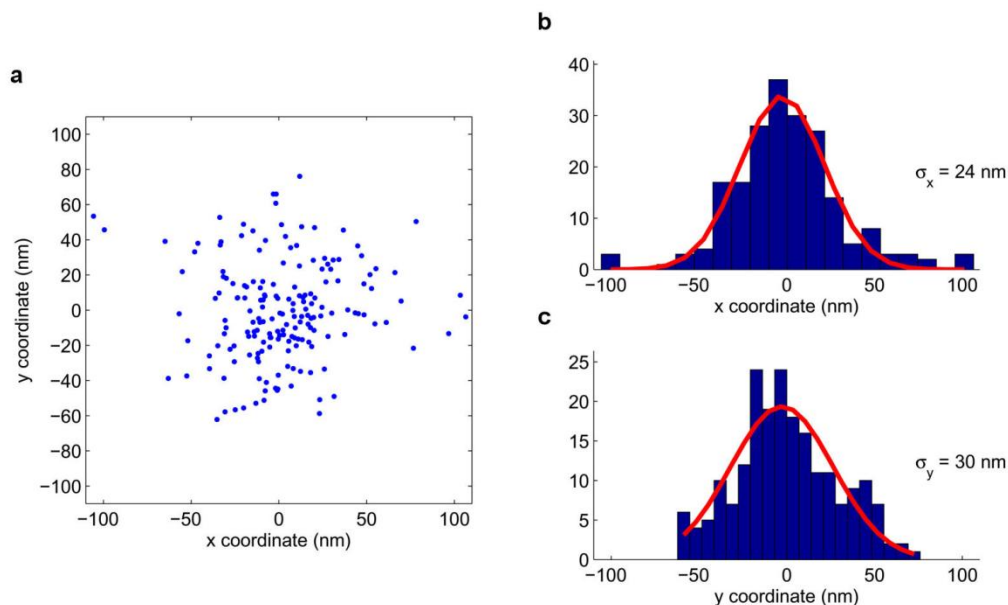 a
100
80
60
40
20
0
−20
−40
−60
−80
−100
y coordinate (nm)
−100 −50 0 50 100
x coordinate (nm)
b
40
30
20
10
0
σx = 24 nm
−100 −50 0 50 100
x coordinate (nm)
c
25
20
15
10
5
0
σy = 30 nm
−100 −50 0 50 100
y coordinate (nm)